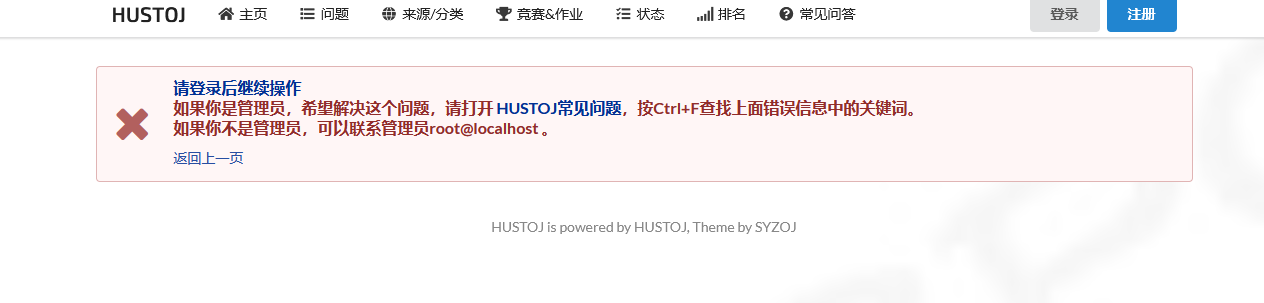 HUSTOJ 主页 问题 来源/分类 竞赛&作业 状态 排名 常见问答 登录 注册
请登录后继续操作
如果你是管理员，希望解决这个问题，请打开 HUSTOJ常见问题，按Ctrl+F查找上面错误信息中的关键词。
如果你不是管理员，可以联系管理员root@localhost 。
返回上一页
HUSTOJ is powered by HUSTOJ, Theme by SYZOJ